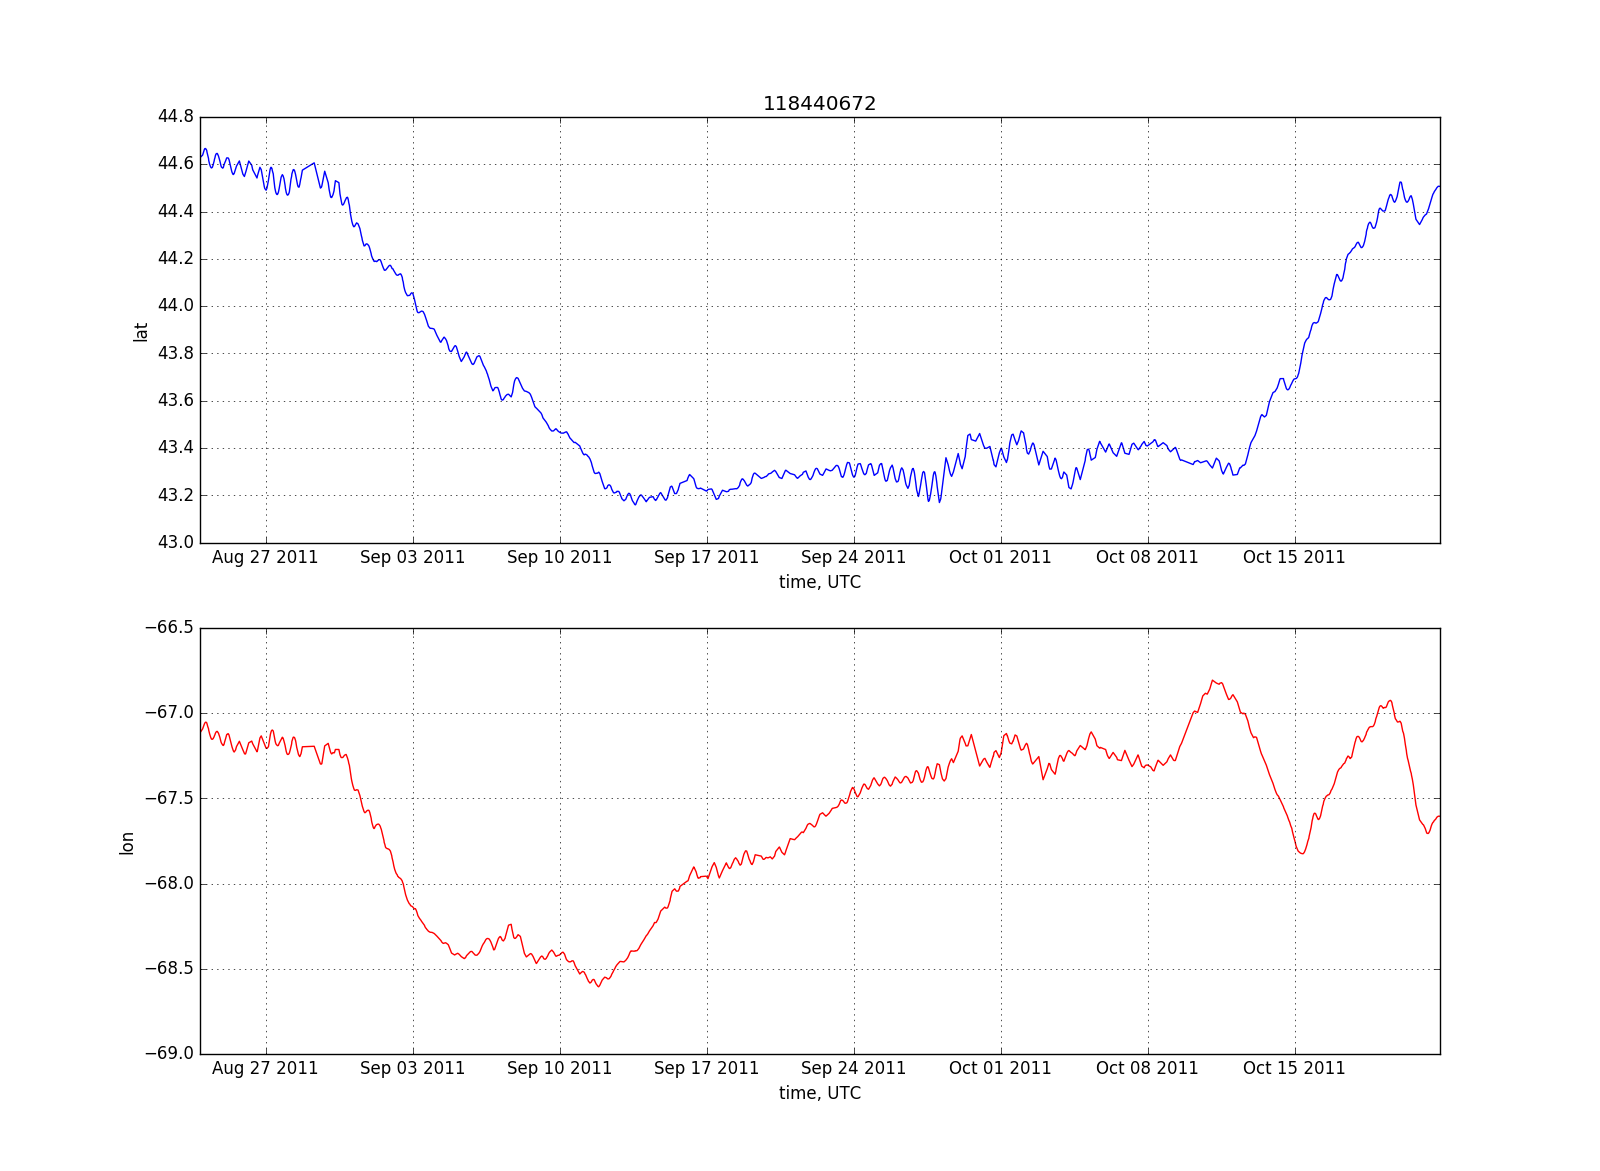 118440672
44.8
44.6
44.4
44.2
44.0
43.8
43.6
43.4
43.2
43.0
lat
Aug 27 2011 Sep 03 2011 Sep 10 2011 Sep 17 2011 Sep 24 2011 Oct 01 2011 Oct 08 2011 Oct 15 2011
time, UTC
−66.5
−67.0
−67.5
−68.0
−68.5
−69.0
lon
Aug 27 2011 Sep 03 2011 Sep 10 2011 Sep 17 2011 Sep 24 2011 Oct 01 2011 Oct 08 2011 Oct 15 2011
time, UTC